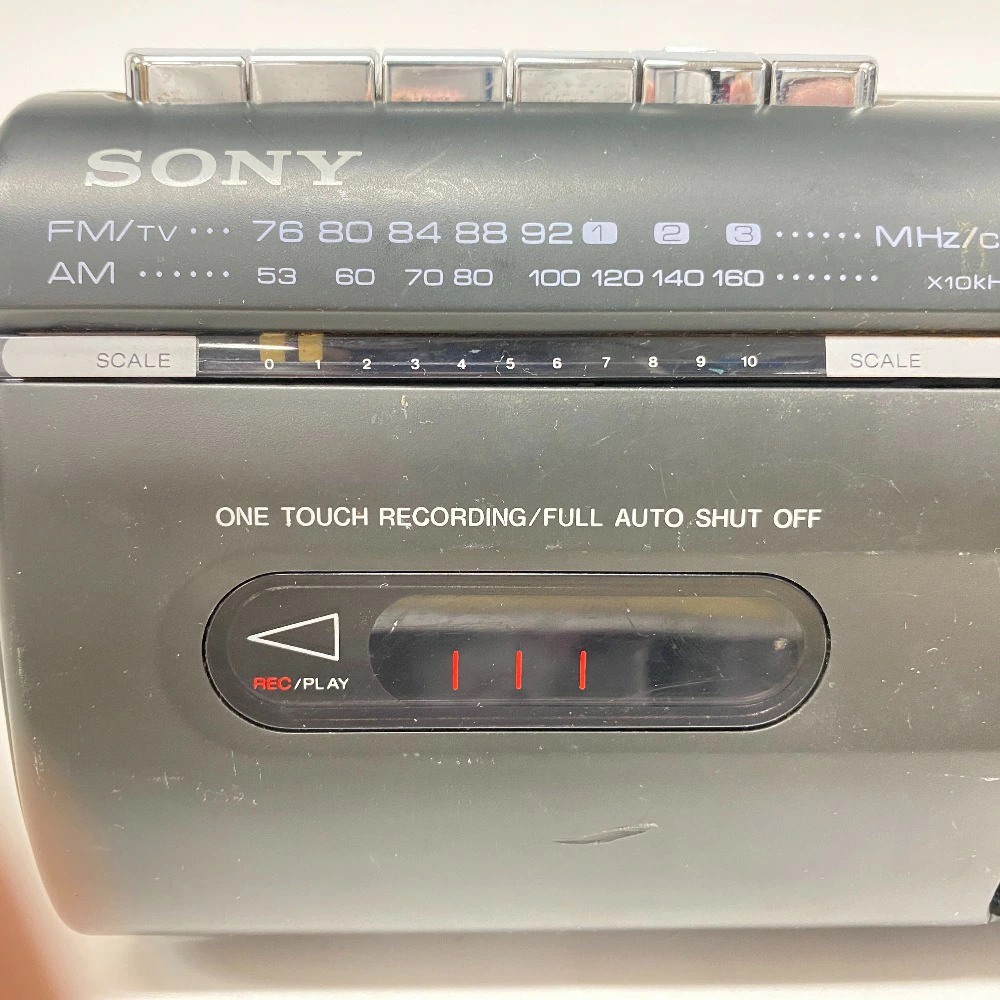 SONY
FM/TV ··· 76 80 84 88 92 1 2 3 ······ MHz/
AM ······ 53 60 70 80 100 120 140 160 ······· X10kH
SCALE 0 1 2 3 4 5 6 7 8 9 10 SCALE
ONE TOUCH RECORDING/FULL AUTO SHUT OFF
REC/PLAY